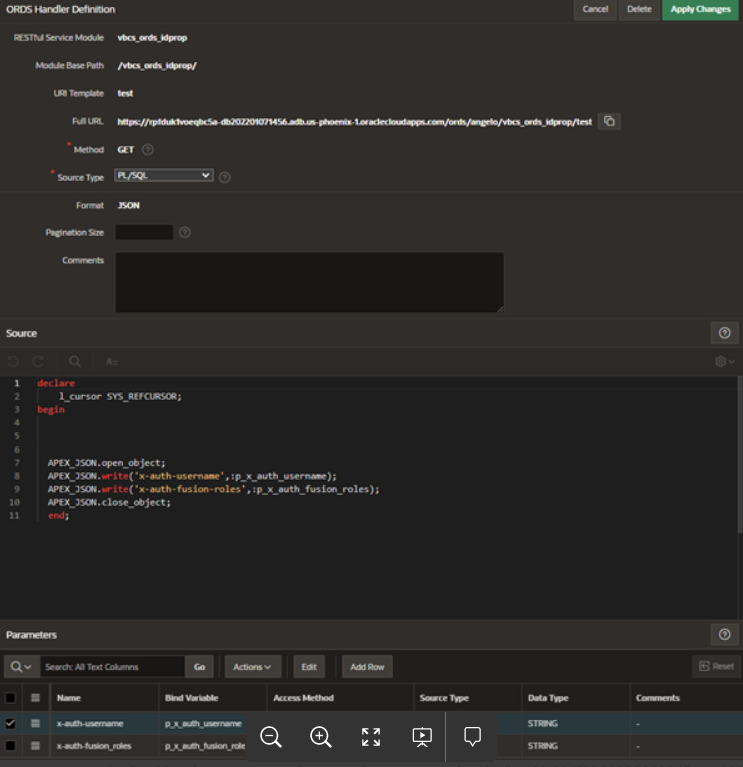 ORDS Handler Definition
Cancel
Delete
Apply Changes
RESTful Service Module vbcs_ords_idprop
Module Base Path /vbcs_ords_idprop/
URI Template test
Full URL https://rpfduk1voeqbc5a-db202201071456.adb.us-phoenix-1.oraclecloudapps.com/ords/angelo/vbcs_ords_idprop/test
* Method GET
* Source Type PL/SQL
Format JSON
Pagination Size
Comments
Source
1 declare
2 l_cursor SYS_REFCURSOR;
3 begin
4
5
6
7 APEX_JSON.open_object;
8 APEX_JSON.write('x-auth-username',:p_x_auth_username);
9 APEX_JSON.write('x-auth-fusion-roles',:p_x_auth_fusion_roles);
10 APEX_JSON.close_object;
11 end;
Parameters
Search: All Text Columns
Go
Actions
Edit
Add Row
Reset
Name Bind Variable Access Method Source Type Data Type Comments
x-auth-username p_x_auth_username STRING -
x-auth-fusion_roles p_x_auth_fusion_role STRING -